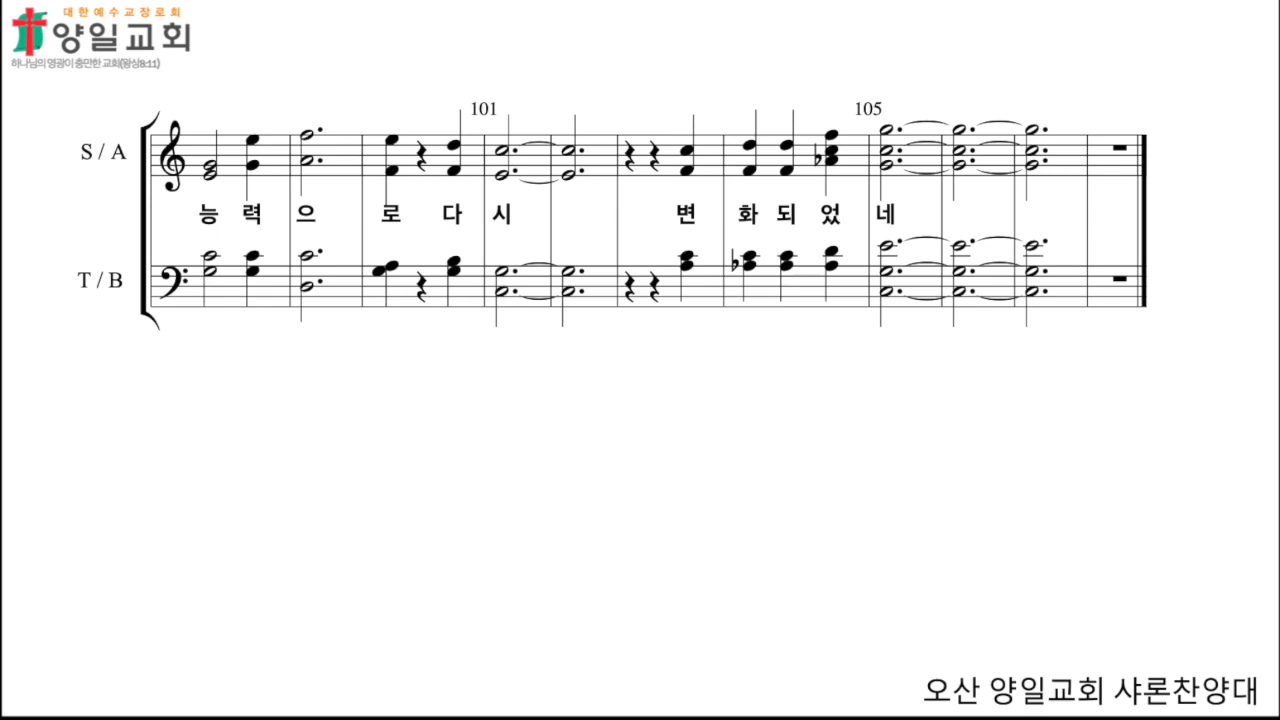 대한예수교장로회
양일교회
하나님의 영광이 충만한 교회(왕상8:11)
101
105
S / A
능 력 으 로 다 시 변 화 되 었 네
T / B
오산 양일교회 샤론찬양대